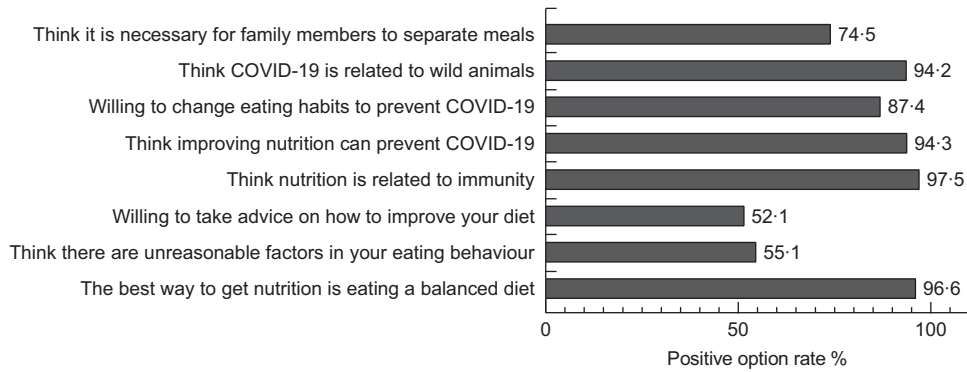 Think it is necessary for family members to separate meals 74·5
Think COVID-19 is related to wild animals 94·2
Willing to change eating habits to prevent COVID-19 87·4
Think improving nutrition can prevent COVID-19 94·3
Think nutrition is related to immunity 97·5
Willing to take advice on how to improve your diet 52·1
Think there are unreasonable factors in your eating behaviour 55·1
The best way to get nutrition is eating a balanced diet 96·6
0 50 100
Positive option rate %